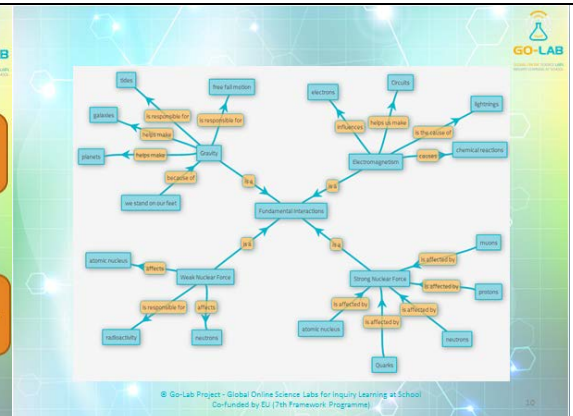 B
GO-LAB
tides
free fall motion
electrons
Circuits
lightnings
galaxies
is responsible for
is responsible for
helps make
influences
helps us make
is the cause of
planets
helps make
Gravity
Electromagnetism
causes
chemical reactions
because of
is a
is a
we stand on our feet
Fundamental Interactions
is a
is a
muons
atomic nucleus
affects
Weak Nuclear Force
Strong Nuclear Force
is affected by
is affected by
protons
is responsible for
affects
is affected by
is affected by
is affected by
radioactivity
neutrons
atomic nucleus
neutrons
Quarks
© Go-Lab Project - Global Online Science Labs for Inquiry Learning at School
Co-funded by EU (7th Framework Programme)
10